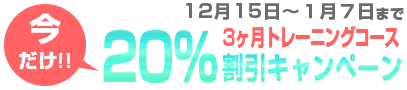 今
だけ!!
12月15日～1月7日まで
20%
3ヶ月トレーニングコース
割引キャンペーン